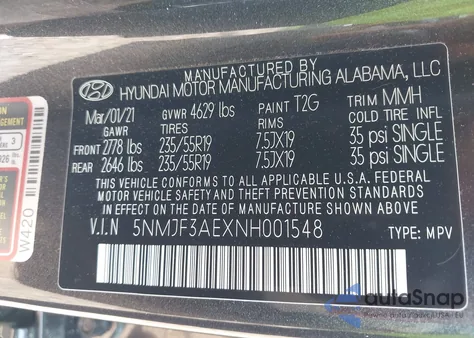 MANUFACTURED BY
HYUNDAI MOTOR MANUFACTURING ALABAMA, LLC
Mar/01/21 GVWR 4629 lbs PAINT T2G TRIM MMH
GAWR TIRES RIMS COLD TIRE INFL
FRONT 2778 lbs 235/55R19 7.5JX19 35 psi SINGLE
REAR 2646 lbs 235/55R19 7.5JX19 35 psi SINGLE
THIS VEHICLE CONFORMS TO ALL APPLICABLE U.S.A. FEDERAL
MOTOR VEHICLE SAFETY, BUMPER, AND THEFT PREVENTION STANDARDS
IN EFFECT ON THE DATE OF MANUFACTURE SHOWN ABOVE.
V.I.N 5NMJF3AEXNH001548 TYPE: MPV
W420
3
autoSnap